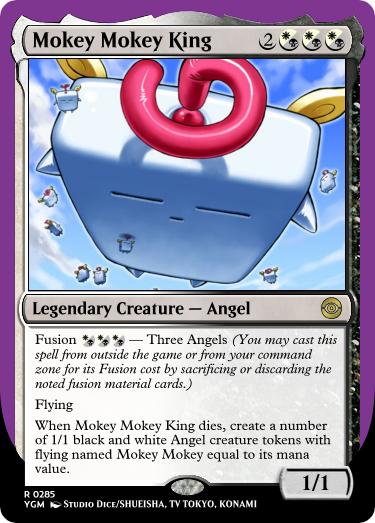 Mokey Mokey King 2
Legendary Creature — Angel
Fusion — Three Angels (You may cast this
spell from outside the game or from your command
zone for its Fusion cost by sacrificing or discarding the
noted fusion material cards.)
Flying
When Mokey Mokey King dies, create a number
of 1/1 black and white Angel creature tokens with
flying named Mokey Mokey equal to its mana
value.
1/1
R 0285
YGM STUDIO DICE/SHUEISHA, TV TOKYO, KONAMI